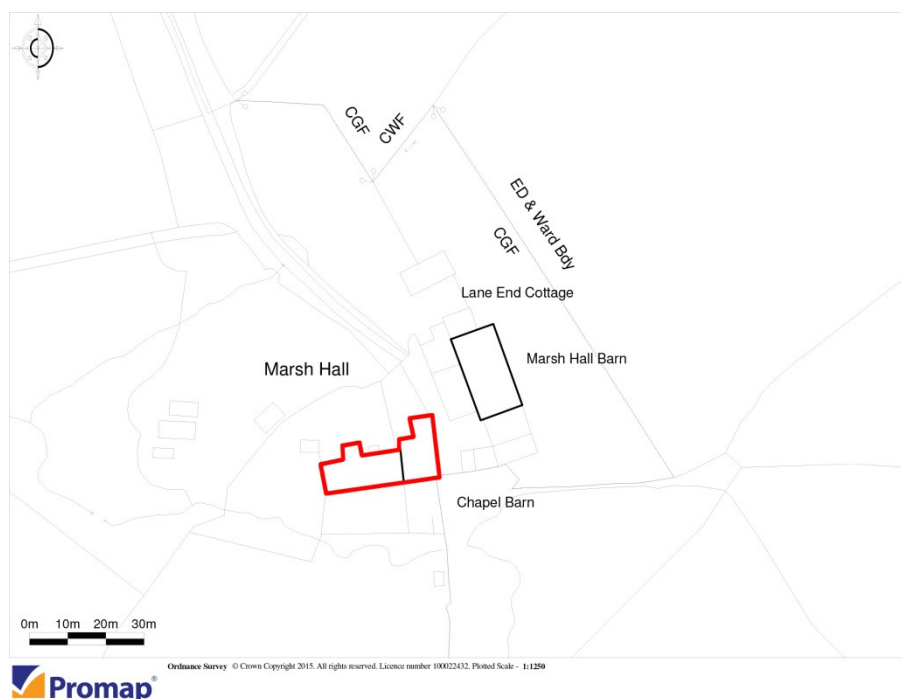 CGF
CWF
ED & Ward Bdy
CGF
Lane End Cottage
Marsh Hall Barn
Marsh Hall
Chapel Barn
0m 10m 20m 30m
Ordnance Survey © Crown Copyright 2015. All rights reserved. Licence number 100022432. Plotted Scale - 1:1250
Promap®